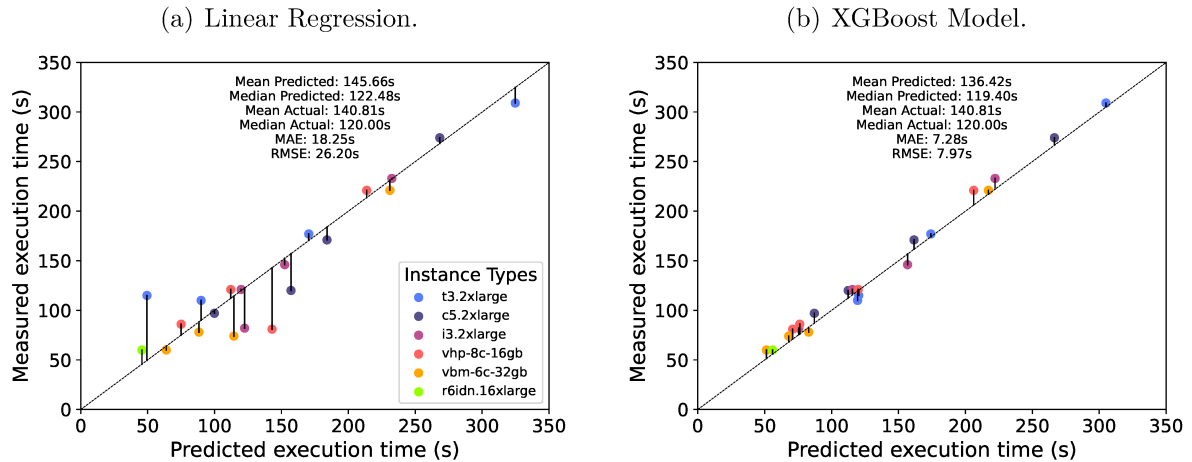 (a) Linear Regression.
350
300
250
200
150
100
50
0
Measured execution time (s)
Mean Predicted: 145.66s
Median Predicted: 122.48s
Mean Actual: 140.81s
Median Actual: 120.00s
MAE: 18.25s
RMSE: 26.20s
Instance Types
t3.2xlarge
c5.2xlarge
i3.2xlarge
vhp-8c-16gb
vbm-6c-32gb
r6idn.16xlarge
0 50 100 150 200 250 300 350
Predicted execution time (s)
(b) XGBoost Model.
350
300
250
200
150
100
50
0
Measured execution time (s)
Mean Predicted: 136.42s
Median Predicted: 119.40s
Mean Actual: 140.81s
Median Actual: 120.00s
MAE: 7.28s
RMSE: 7.97s
0 50 100 150 200 250 300 350
Predicted execution time (s)